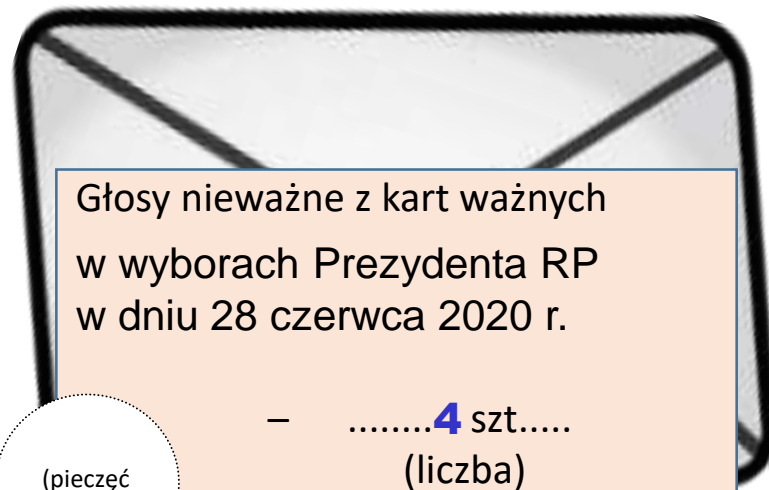 Głosy nieważne z kart ważnych
w wyborach Prezydenta RP
w dniu 28 czerwca 2020 r.
– ........4 szt.....
(liczba)
(pieczęć